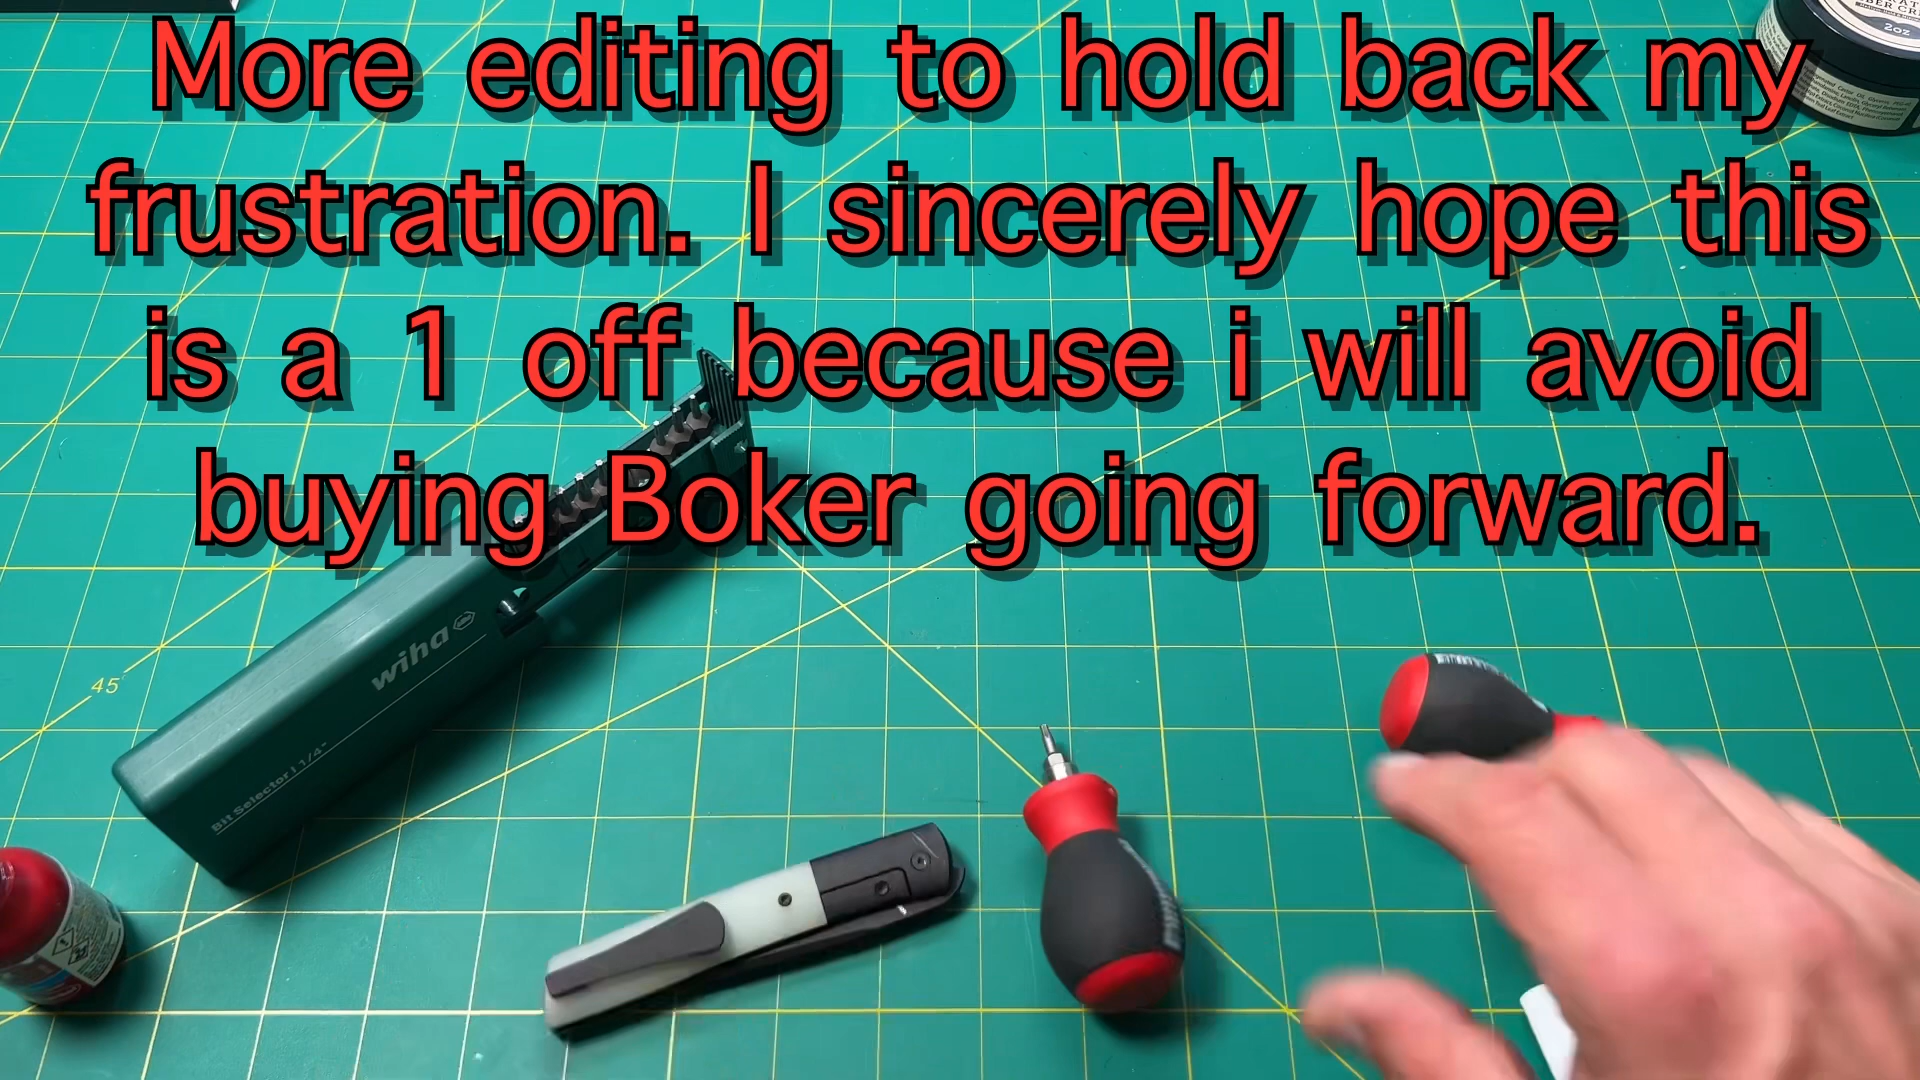 More editing to hold back my
frustration. I sincerely hope this
is a 1 off because i will avoid
buying Boker going forward.
2oz
wiha
Bit Selector 1/4"
45°